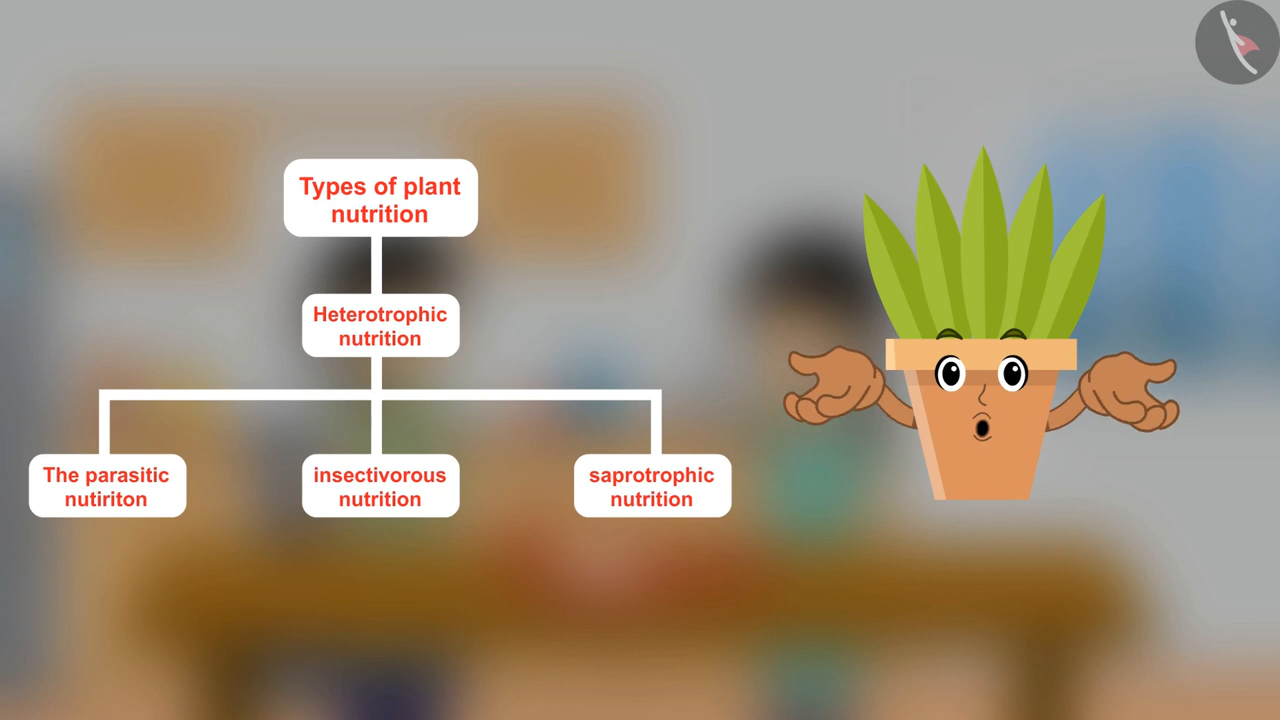 Types of plant
nutrition
Heterotrophic
nutrition
The parasitic
nutiriton
insectivorous
nutrition
saprotrophic
nutrition